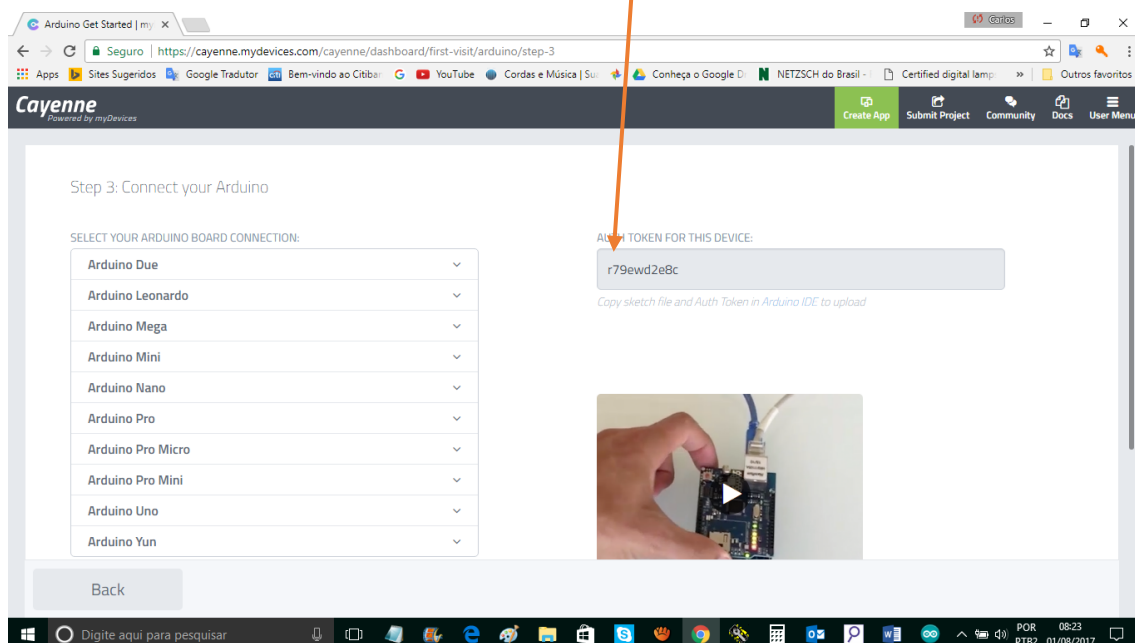 Arduino Get Started | my
Carlos
Seguro | https://cayenne.mydevices.com/cayenne/dashboard/first-visit/arduino/step-3
Apps Sites Sugeridos Google Tradutor citi Bem-vindo ao Citiban YouTube Cordas e Música | Su Conheça o Google D NETZSCH do Brasil - Certified digital lamp » Outros favoritos
Cayenne
Powered by myDevices
Create App Submit Project Community Docs User Menu
Step 3: Connect your Arduino
SELECT YOUR ARDUINO BOARD CONNECTION:
Arduino Due
Arduino Leonardo
Arduino Mega
Arduino Mini
Arduino Nano
Arduino Pro
Arduino Pro Micro
Arduino Pro Mini
Arduino Uno
Arduino Yun
AUTH TOKEN FOR THIS DEVICE:
r79ewd2e8c
Copy sketch file and Auth Token in Arduino IDE to upload
Back
Digite aqui para pesquisar
POR
PTB2
08:23
01/08/2017